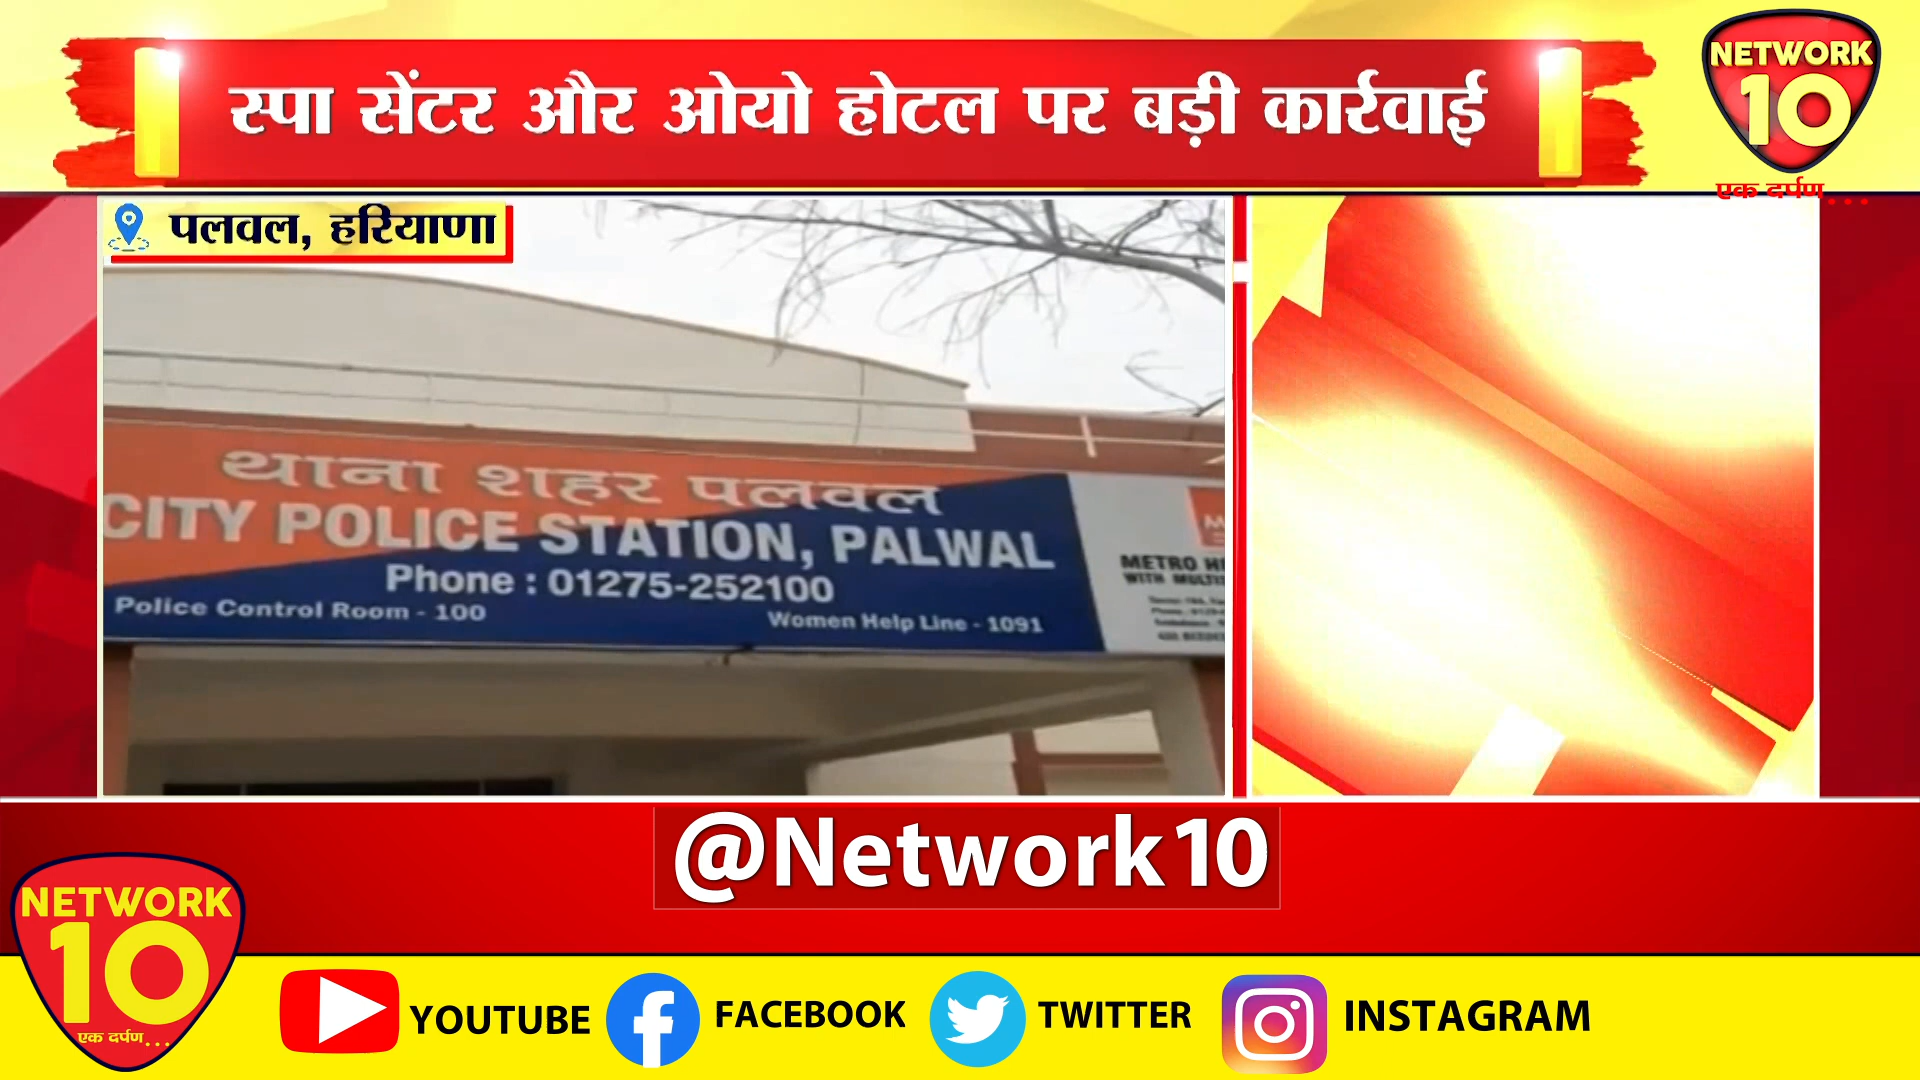 स्पा सेंटर और ओयो होटल पर बड़ी कार्रवाई
NETWORK
10
एक दर्पण...
पलवल, हरियाणा
थाना शहर पलवल
CITY POLICE STATION, PALWAL
Phone : 01275-252100
Police Control Room - 100
Women Help Line - 1091
METRO
WITH
@Network10
NETWORK
10
एक दर्पण...
YOUTUBE
FACEBOOK
TWITTER
INSTAGRAM